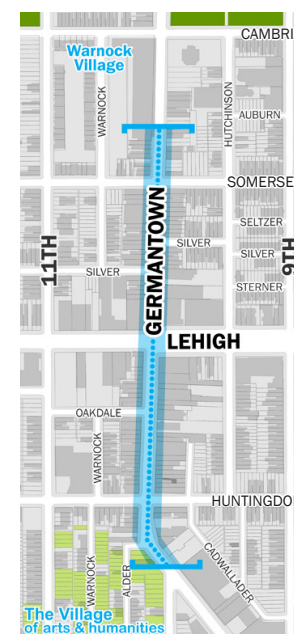 CAMBRI
Warnock
Village
WARNOCK
HUTCHINSON
AUBURN
SOMERSE
SELTZER
GERMANTOWN
SILVER
SILVER
11TH
9TH
SILVER
STERNER
LEHIGH
OAKDALE
WARNOCK
HUNTINGDO
CADWALLADER
WARNOCK
ALDER
The Village
of arts & humanities